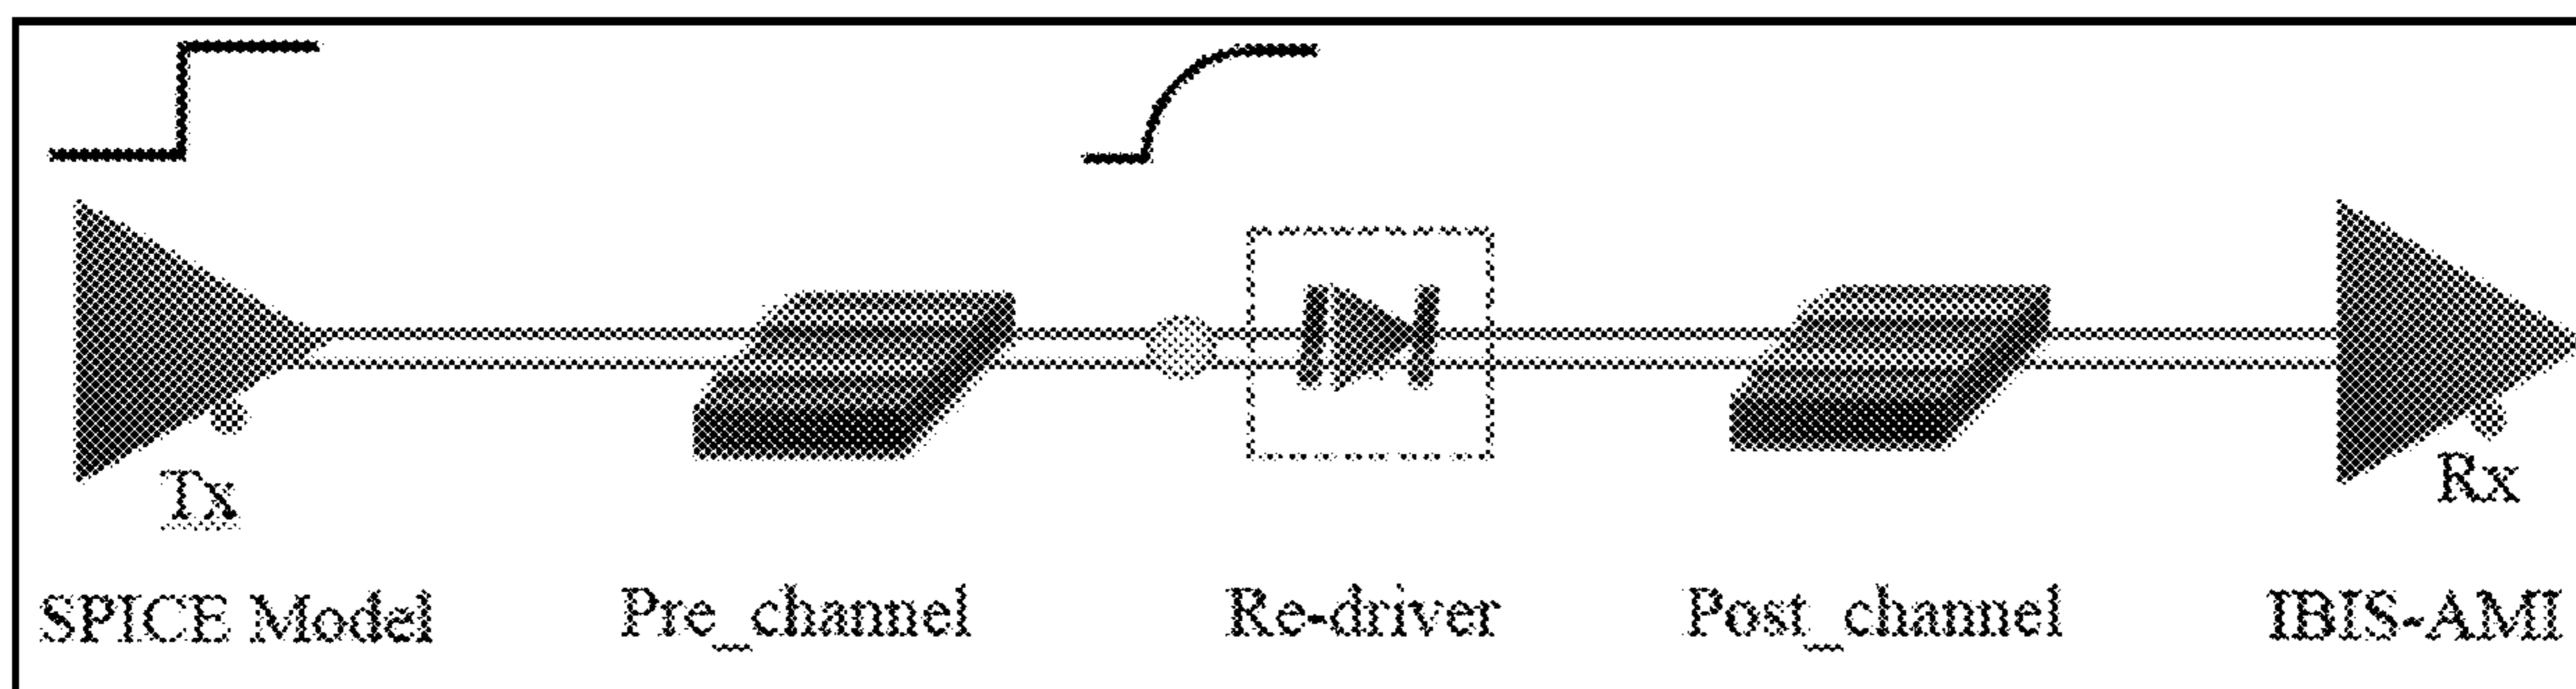 Tx
Rx
SPICE Model
Pre_channel
Re-driver
Post_channel
IBIS-AMI